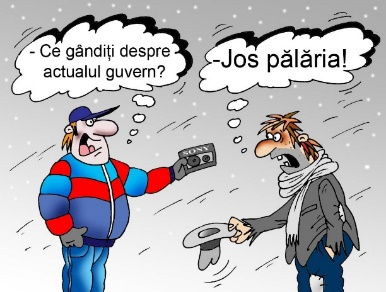 - Ce gândiți despre
actualul guvern?
-Jos pălăria!
SONY